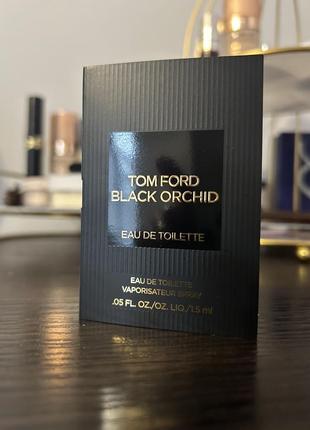 TOM FORD
BLACK ORCHID
EAU DE TOILETTE
EAU DE TOILETTE
VAPORISATEUR SPRAY
.05 FL. OZ./OZ. LIQ./1.5 ml